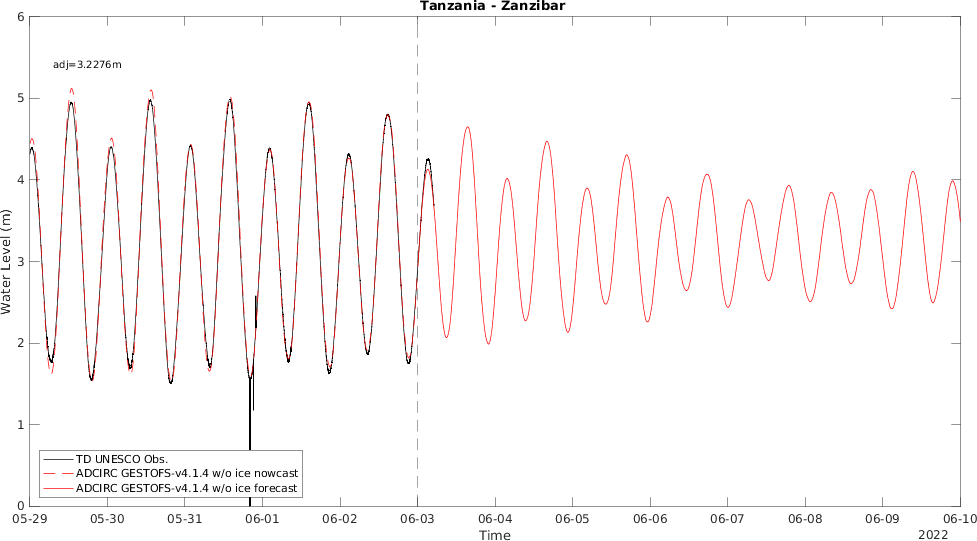 Tanzania - Zanzibar
6
adj=3.2276m
5
4
3
2
1
0
Water Level (m)
TD UNESCO Obs.
ADCIRC GESTOFS-v4.1.4 w/o ice nowcast
ADCIRC GESTOFS-v4.1.4 w/o ice forecast
05-29 05-30 05-31 06-01 06-02 06-03 06-04 06-05 06-06 06-07 06-08 06-09 06-10
Time
2022